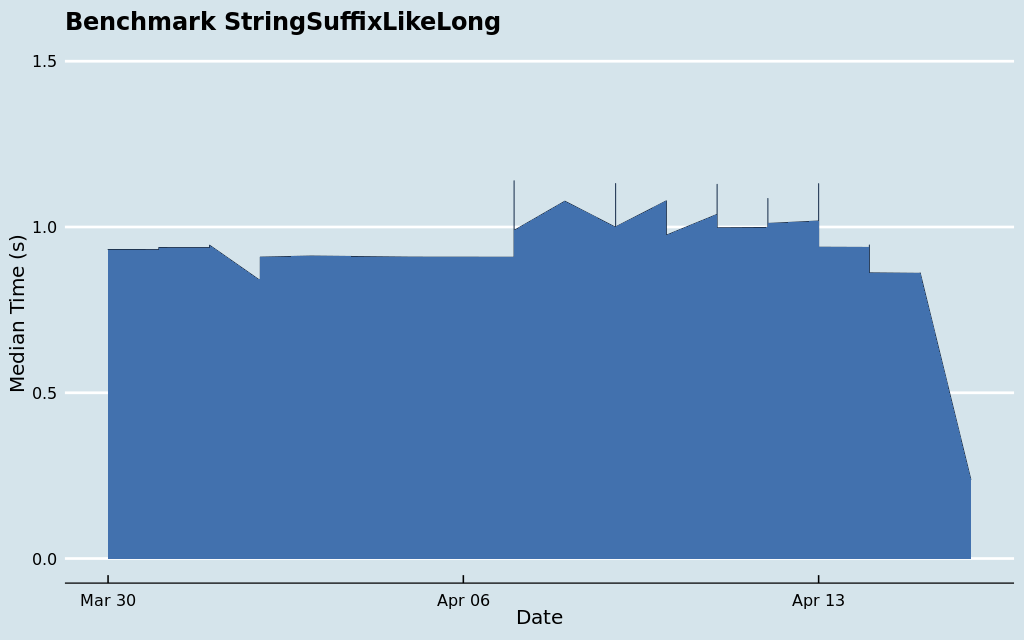 Benchmark StringSuffixLikeLong
1.5
1.0
0.5
0.0
Median Time (s)
Mar 30
Apr 06
Apr 13
Date